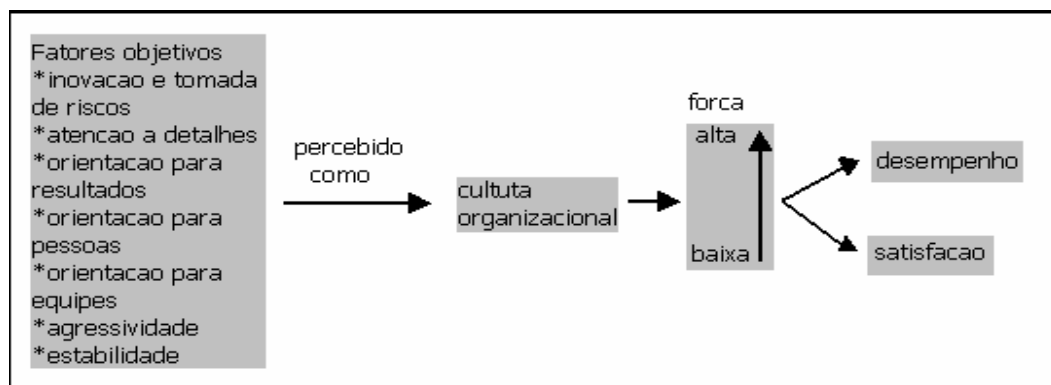 Fatores objetivos
*inovacao e tomada
de riscos
*atencao a detalhes
*orientacao para
resultados
*orientacao para
pessoas
*orientacao para
equipes
*agressividade
*estabilidade
percebido
como
cultuta
organizacional
forca
alta
baixa
desempenho
satisfacao